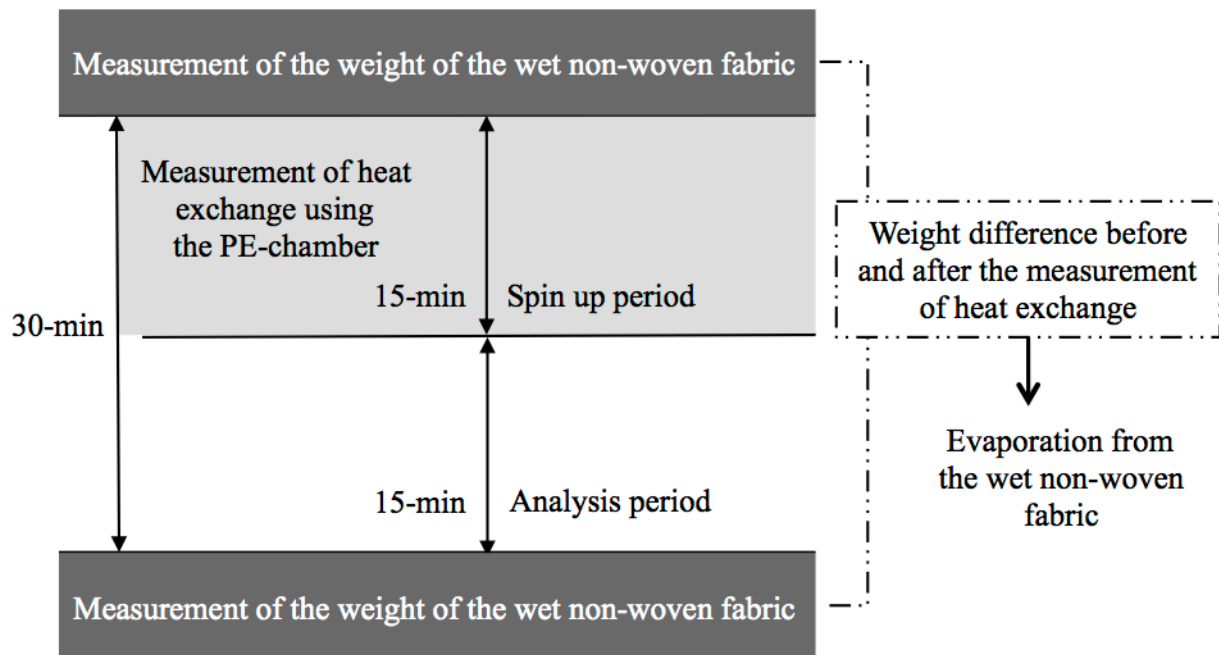 Measurement of the weight of the wet non-woven fabric
Measurement of heat
exchange using
the PE-chamber
15-min
Spin up period
30-min
15-min
Analysis period
Measurement of the weight of the wet non-woven fabric
Weight difference before
and after the measurement
of heat exchange
Evaporation from
the wet non-woven
fabric